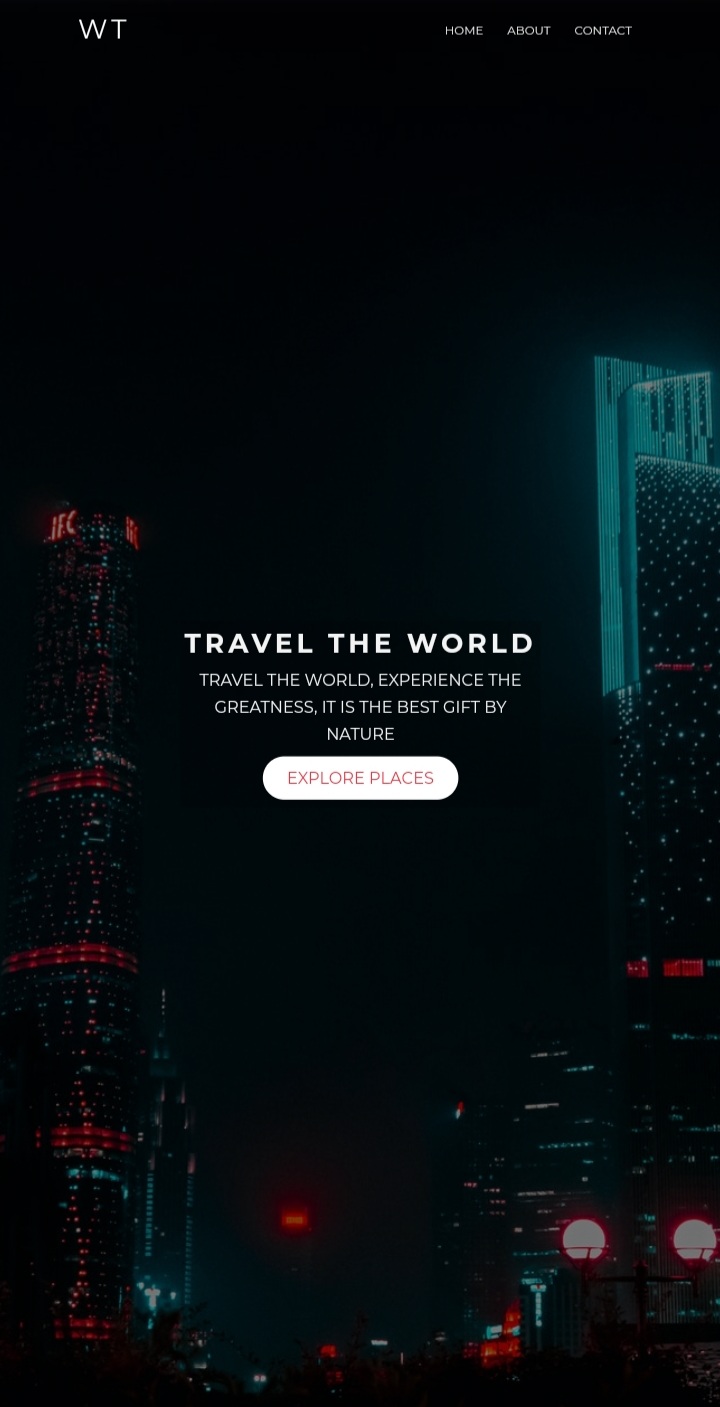 WT
HOME ABOUT CONTACT
IFC
TRAVEL THE WORLD
TRAVEL THE WORLD, EXPERIENCE THE
GREATNESS, IT IS THE BEST GIFT BY
NATURE
EXPLORE PLACES